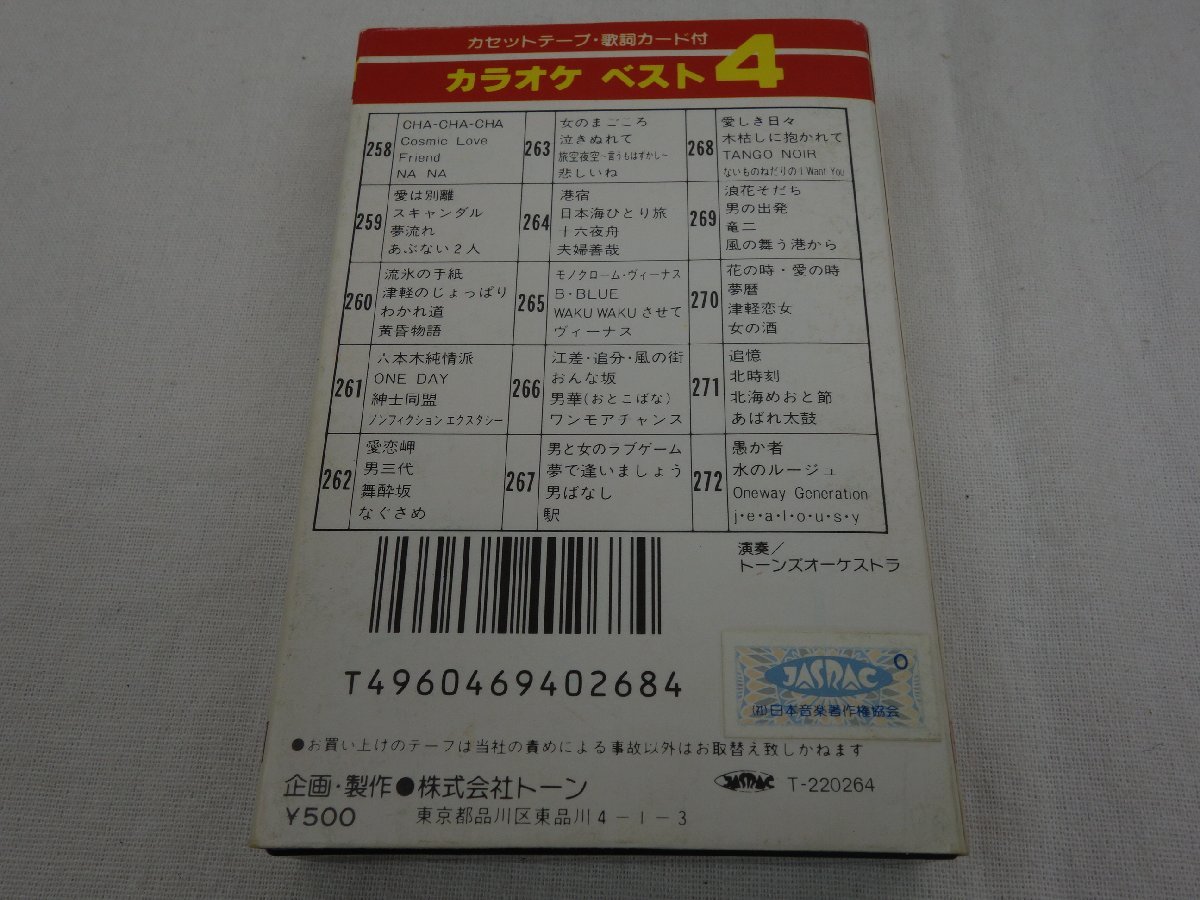 カセットテープ・歌詞カード付
カラオケ ベスト4
258
CHA-CHA-CHA
Cosmic Love
Friend
NA NA
259
愛は別離
スキャンダル
夢流れ
あぶない2人
260
流氷の手紙
津軽のじょっぱり
わかれ道
黄昏物語
261
六本木純情派
ONE DAY
紳士同盟
ノンフィクション エクスタシー
262
愛恋岬
男三代
舞酔坂
なぐさめ
263
女のまごころ
泣きぬれて
旅空夜空~言うもはずかし~
悲しいね
264
港宿
日本海ひとり旅
十六夜舟
夫婦善哉
265
モノクローム・ヴィーナス
B・BLUE
WAKU WAKU させて
ヴィーナス
266
江差・追分・風の街
おんな坂
男華(おとこばな)
ワンモアチャンス
267
男と女のラブゲーム
夢で逢いましょう
男ばなし
駅
268
愛しき日々
木枯しに抱かれて
TANGO NOIR
ないものねだりの I Want You
269
浪花そだち
男の出発
竜二
風の舞う港から
270
花の時・愛の時
夢暦
津軽恋女
女の酒
271
追憶
北時刻
北海めおと節
あばれ太鼓
272
愚か者
水のルージュ
Oneway Generation
j・e・a・l・o・u・s・y
演奏/
トーンズオーケストラ
T4960469402684
JASRAC
O
(社)日本音楽著作権協会
●お買い上げのテープは当社の責めによる事故以外はお取替え致しかねます
企画・製作●株式会社トーン
JASRAC T-220264
¥500
東京都品川区東品川4-1-3